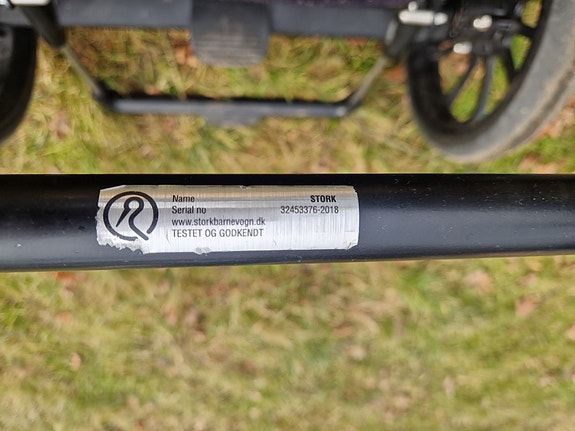 Name STORK
Serial no 32453376-2018
www.storkbarnevogn.dk
TESTET OG GODKENDT